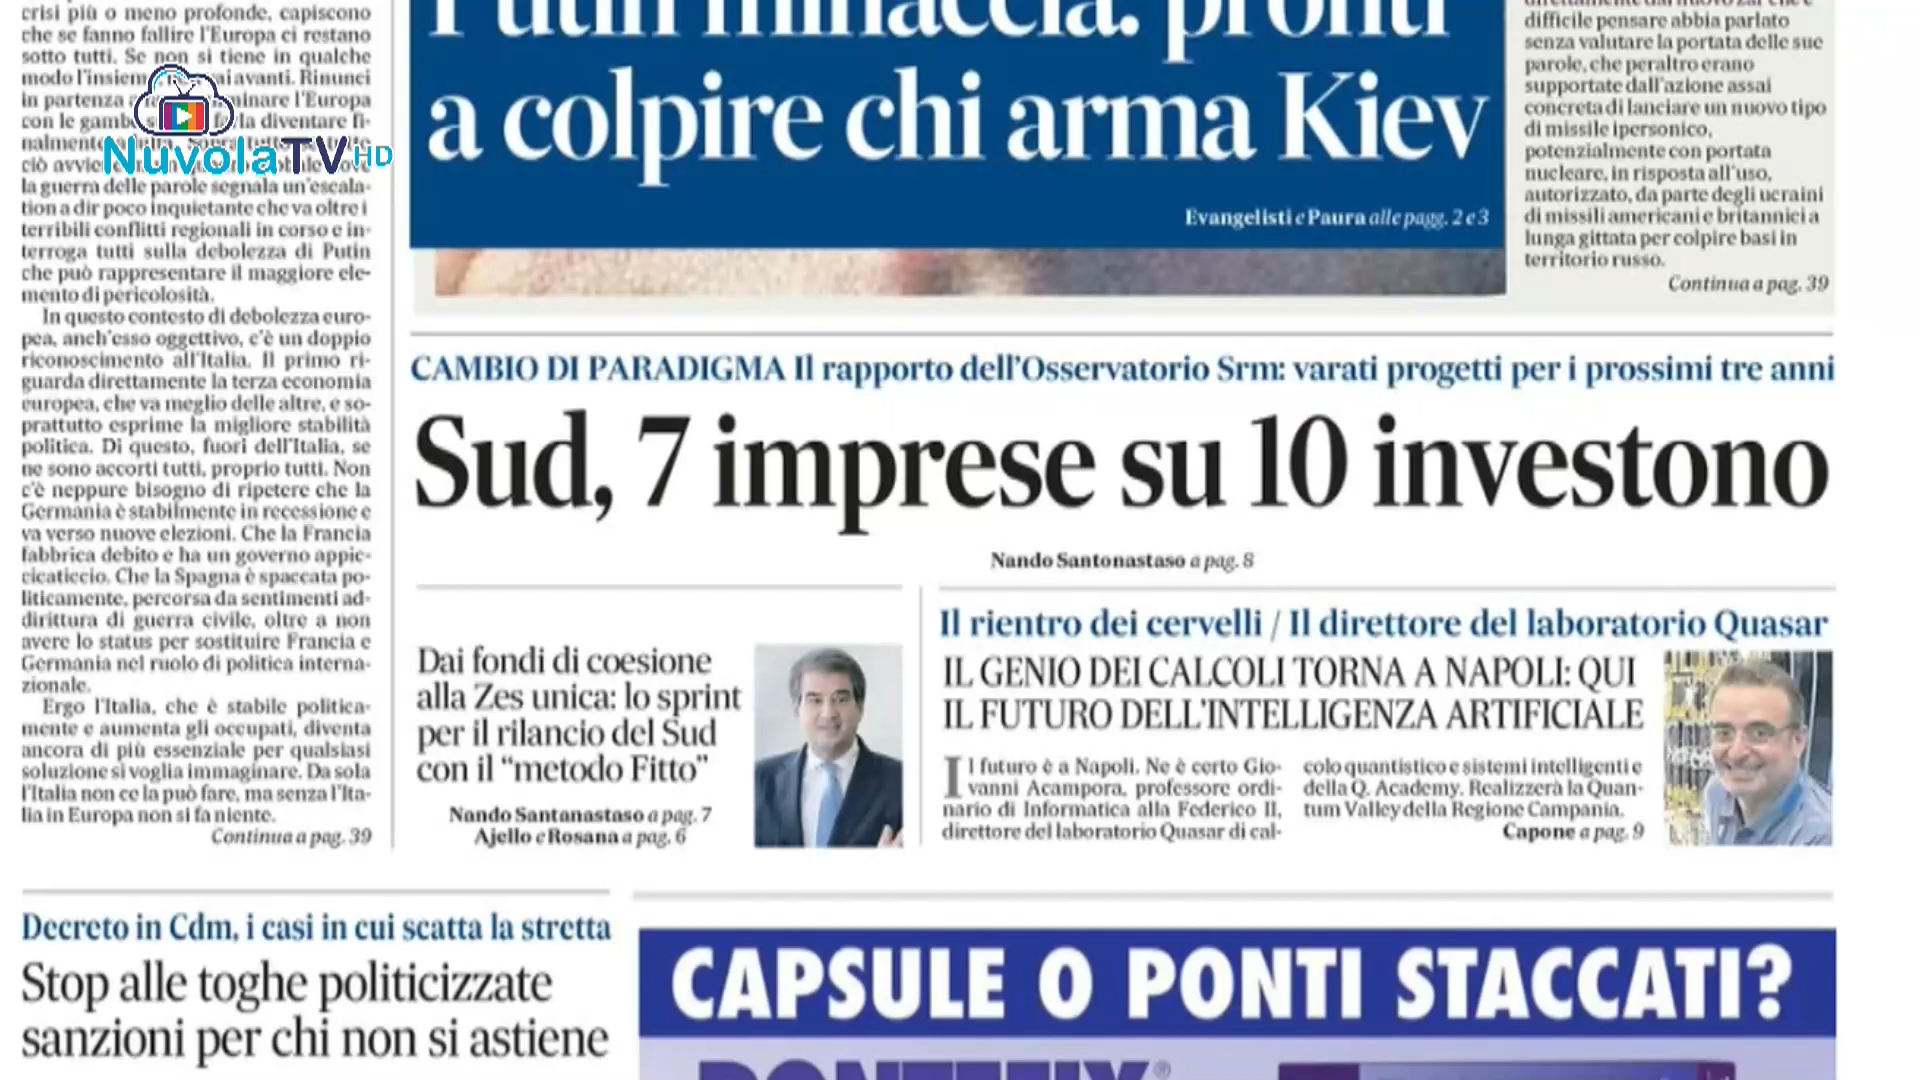 crisi più o meno profonde, capiscono
che se fanno fallire l'Europa ci restano
sotto tutti. Se non si tiene in qualche
modo l'insiem ai avanti. Rinunci
in partenza minare l'Europa
con le gambe la diventare fi-
nalmente
ciò avvie
la guerra delle parole segnala un'escala-
tion a dir poco inquietante che va oltre i
terribili conflitti regionali in corso e in-
terroga tutti sulla debolezza di Putin
che può rappresentare il maggiore ele-
mento di pericolosità.
In questo contesto di debolezza euro-
pea, anch'esso oggettivo, c'è un doppio
riconoscimento all'Italia. Il primo ri-
guarda direttamente la terza economia
europea, che va meglio delle altre, e so-
prattutto esprime la migliore stabilità
politica. Di questo, fuori dell'Italia, se
ne sono accorti tutti, proprio tutti. Non
c'è neppure bisogno di ripetere che la
Germania è stabilmente in recessione e
va verso nuove elezioni. Che la Francia
fabbrica debito e ha un governo appic-
cicaticcio. Che la Spagna è spaccata po-
liticamente, percorsa da sentimenti ad-
dirittura di guerra civile, oltre a non
avere lo status per sostituire Francia e
Germania nel ruolo di politica interna-
zionale.
Ergo l'Italia, che è stabile politica-
mente e aumenta gli occupati, diventa
ancora di più essenziale per qualsiasi
soluzione si voglia immaginare. Da sola
l'Italia non ce la può fare, ma senza l'Ita-
lia in Europa non si fa niente.
Continua a pag. 39
NuvolaTV HD
Putin minaccia: pronti
a colpire chi arma Kiev
Evangelisti e Paura alle pagg. 2 e 3
direttamente dal nuovo zar che è
difficile pensare abbia parlato
senza valutare la portata delle sue
parole, che peraltro erano
supportate dall'azione assai
concreta di lanciare un nuovo tipo
di missile ipersonico,
potenzialmente con portata
nucleare, in risposta all'uso,
autorizzato, da parte degli ucraini
di missili americani e britannici a
lunga gittata per colpire basi in
territorio russo.
Continua a pag. 39
CAMBIO DI PARADIGMA Il rapporto dell'Osservatorio Srm: varati progetti per i prossimi tre anni
Sud, 7 imprese su 10 investono
Nando Santonastaso a pag. 8
Dai fondi di coesione
alla Zes unica: lo sprint
per il rilancio del Sud
con il “metodo Fitto”
Nando Santanastaso a pag. 7
Ajello e Rosana a pag. 6
Il rientro dei cervelli / Il direttore del laboratorio Quasar
IL GENIO DEI CALCOLI TORNA A NAPOLI: QUI
IL FUTURO DELL'INTELLIGENZA ARTIFICIALE
Il futuro è a Napoli. Ne è certo Gio-
vanni Acampora, professore ordi-
nario di Informatica alla Federico II,
direttore del laboratorio Quasar di cal-
colo quantistico e sistemi intelligenti e
della Q. Academy. Realizzerà la Quan-
tum Valley della Regione Campania.
Capone a pag. 9
Decreto in Cdm, i casi in cui scatta la stretta
Stop alle toghe politicizzate
sanzioni per chi non si astiene
CAPSULE O PONTI STACCATI?
PONTEFIX®